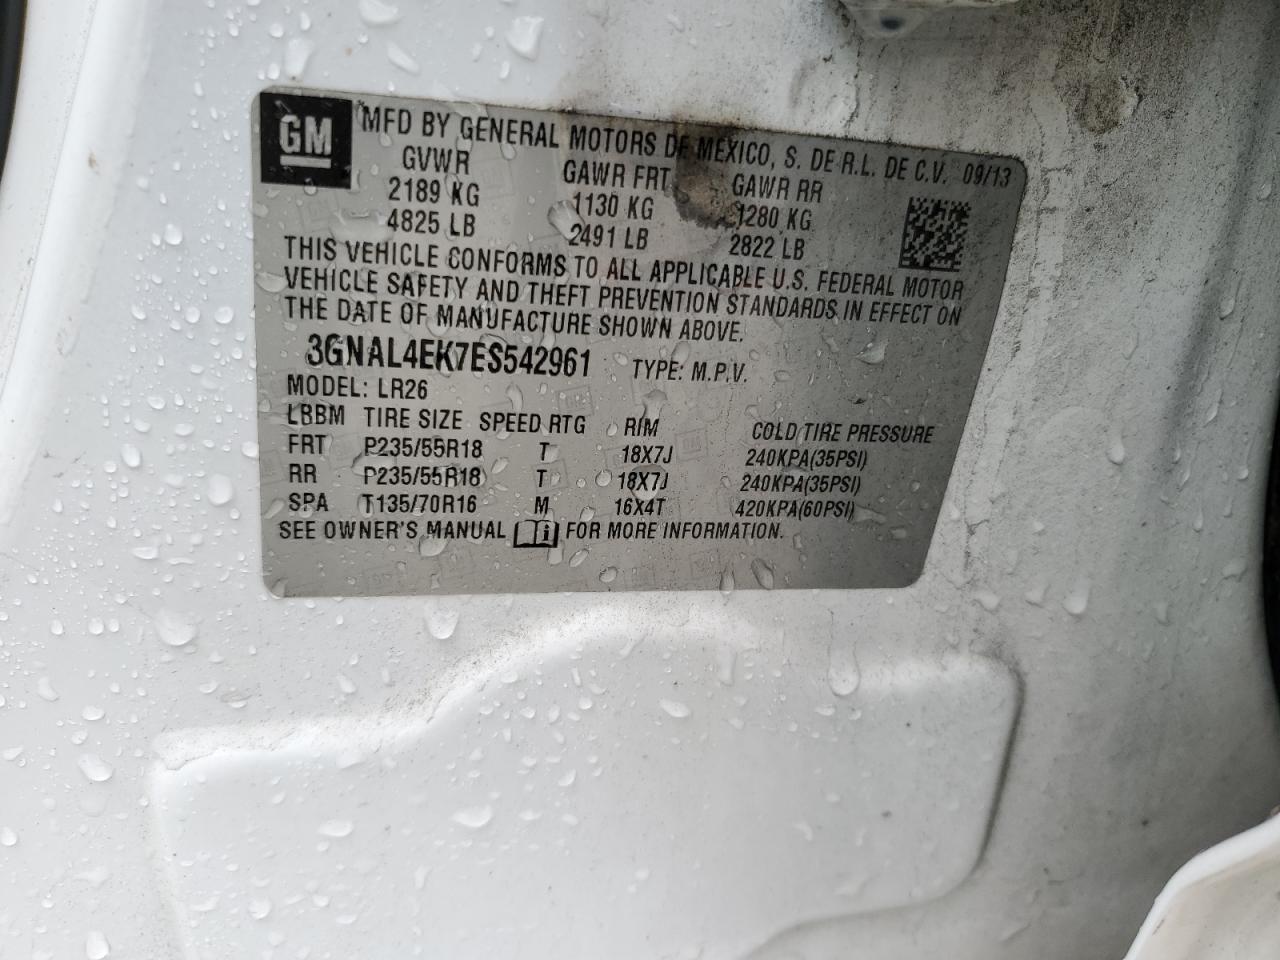 GM MFD BY GENERAL MOTORS DE MEXICO, S. DE R.L. DE C.V. 09/13
GVWR GAWR FRT GAWR RR
2189 KG 1130 KG 1280 KG
4825 LB 2491 LB 2822 LB
THIS VEHICLE CONFORMS TO ALL APPLICABLE U.S. FEDERAL MOTOR
VEHICLE SAFETY AND THEFT PREVENTION STANDARDS IN EFFECT ON
THE DATE OF MANUFACTURE SHOWN ABOVE.
3GNAL4EK7ES542961 TYPE: M.P.V.
MODEL: LR26
LBBM TIRE SIZE SPEED RTG RIM COLD TIRE PRESSURE
FRT P235/55R18 T 18X7J 240KPA(35PSI)
RR P235/55R18 T 18X7J 240KPA(35PSI)
SPA T135/70R16 M 16X4T 420KPA(60PSI)
SEE OWNER'S MANUAL i FOR MORE INFORMATION.